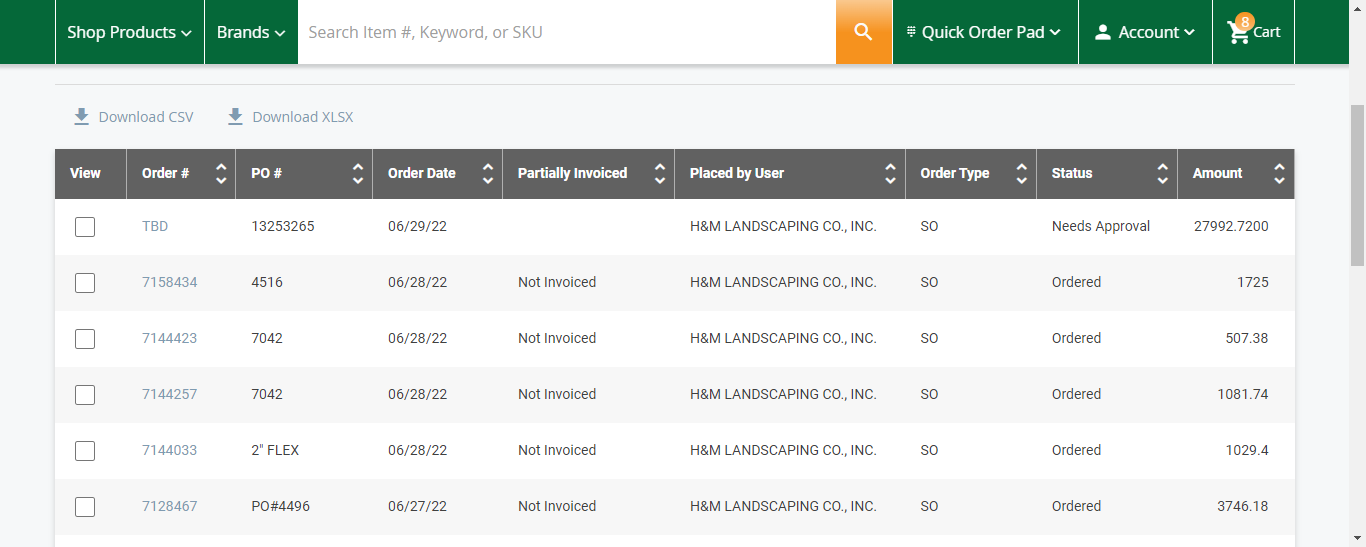 Shop Products Brands Search Item #, Keyword, or SKU Quick Order Pad Account 8 Cart
Download CSV Download XLSX
View Order # PO # Order Date Partially Invoiced Placed by User Order Type Status Amount
TBD 13253265 06/29/22 H&M LANDSCAPING CO., INC. SO Needs Approval 27992.7200
7158434 4516 06/28/22 Not Invoiced H&M LANDSCAPING CO., INC. SO Ordered 1725
7144423 7042 06/28/22 Not Invoiced H&M LANDSCAPING CO., INC. SO Ordered 507.38
7144257 7042 06/28/22 Not Invoiced H&M LANDSCAPING CO., INC. SO Ordered 1081.74
7144033 2" FLEX 06/28/22 Not Invoiced H&M LANDSCAPING CO., INC. SO Ordered 1029.4
7128467 PO#4496 06/27/22 Not Invoiced H&M LANDSCAPING CO., INC. SO Ordered 3746.18